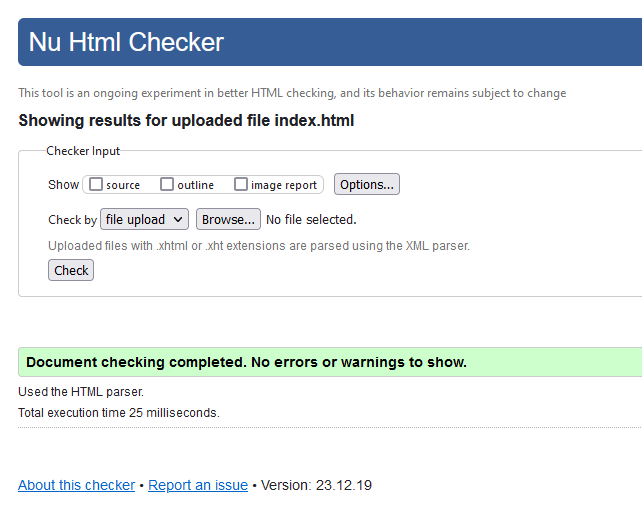 Nu Html Checker
This tool is an ongoing experiment in better HTML checking, and its behavior remains subject to change
Showing results for uploaded file index.html
Checker Input
Show source outline image report Options...
Check by file upload Browse... No file selected.
Uploaded files with .xhtml or .xht extensions are parsed using the XML parser.
Check
Document checking completed. No errors or warnings to show.
Used the HTML parser.
Total execution time 25 milliseconds.
About this checker • Report an issue • Version: 23.12.19